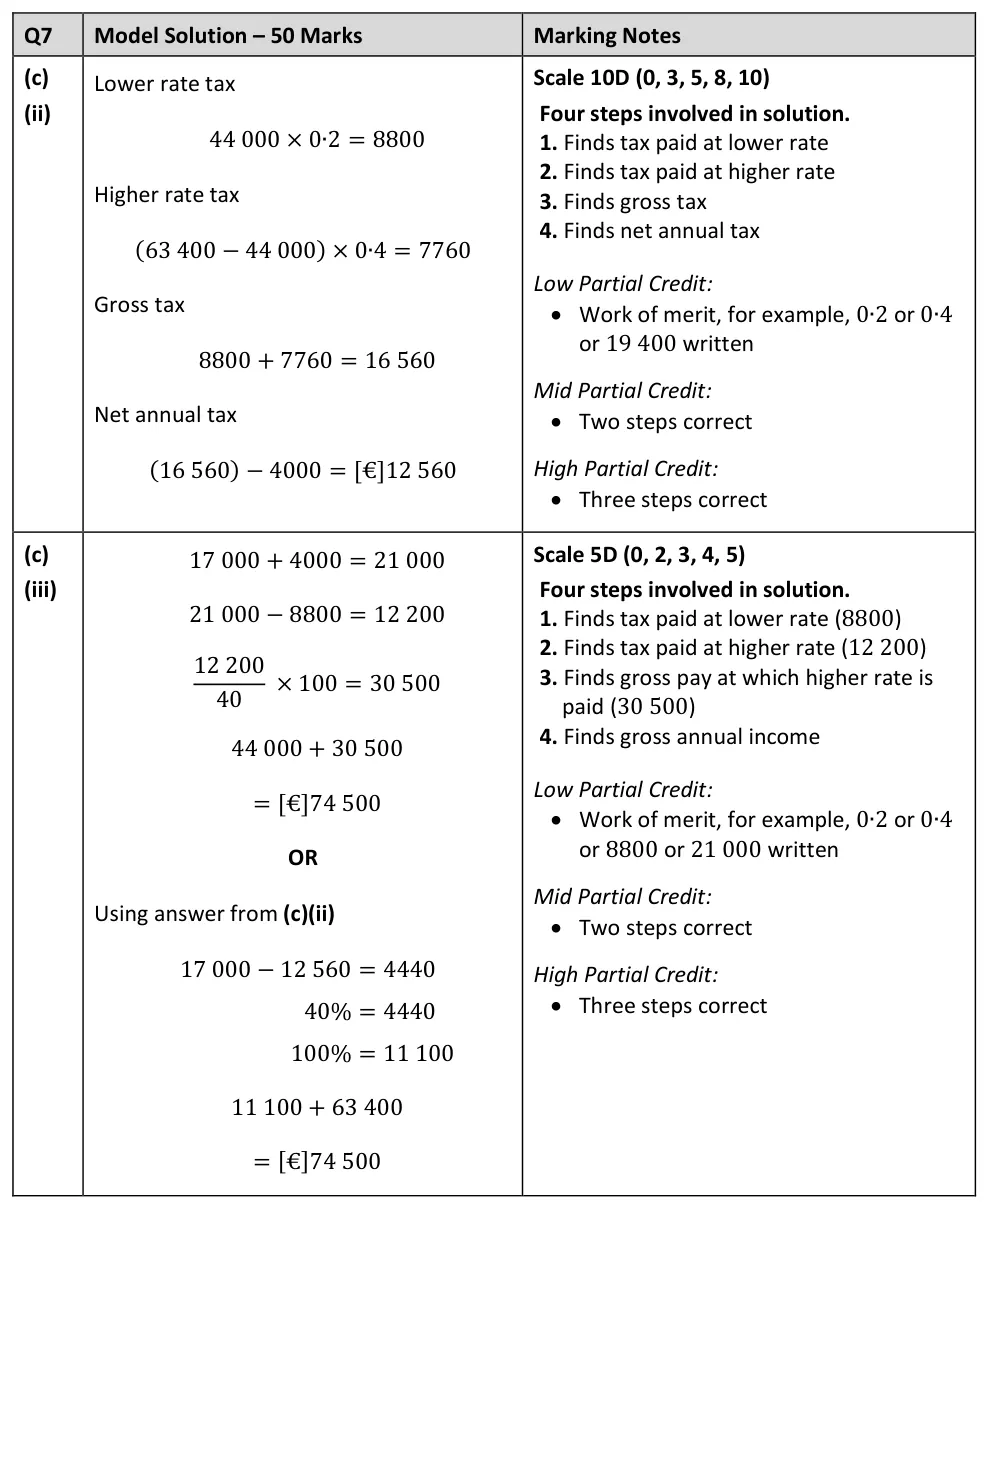 Q7 Model Solution – 50 Marks Marking Notes
(c)
(ii)
Lower rate tax
44 000 × 0·2 = 8800
Higher rate tax
(63 400 − 44 000) × 0·4 = 7760
Gross tax
8800 + 7760 = 16 560
Net annual tax
(16 560) − 4000 = [€]12 560
Scale 10D (0, 3, 5, 8, 10)
Four steps involved in solution.
1. Finds tax paid at lower rate
2. Finds tax paid at higher rate
3. Finds gross tax
4. Finds net annual tax
Low Partial Credit:
• Work of merit, for example, 0·2 or 0·4
or 19 400 written
Mid Partial Credit:
• Two steps correct
High Partial Credit:
• Three steps correct
(c)
(iii)
17 000 + 4000 = 21 000
21 000 − 8800 = 12 200
12 200
40
× 100 = 30 500
44 000 + 30 500
= [€]74 500
OR
Using answer from (c)(ii)
17 000 − 12 560 = 4440
40% = 4440
100% = 11 100
11 100 + 63 400
= [€]74 500
Scale 5D (0, 2, 3, 4, 5)
Four steps involved in solution.
1. Finds tax paid at lower rate (8800)
2. Finds tax paid at higher rate (12 200)
3. Finds gross pay at which higher rate is
paid (30 500)
4. Finds gross annual income
Low Partial Credit:
• Work of merit, for example, 0·2 or 0·4
or 8800 or 21 000 written
Mid Partial Credit:
• Two steps correct
High Partial Credit:
• Three steps correct